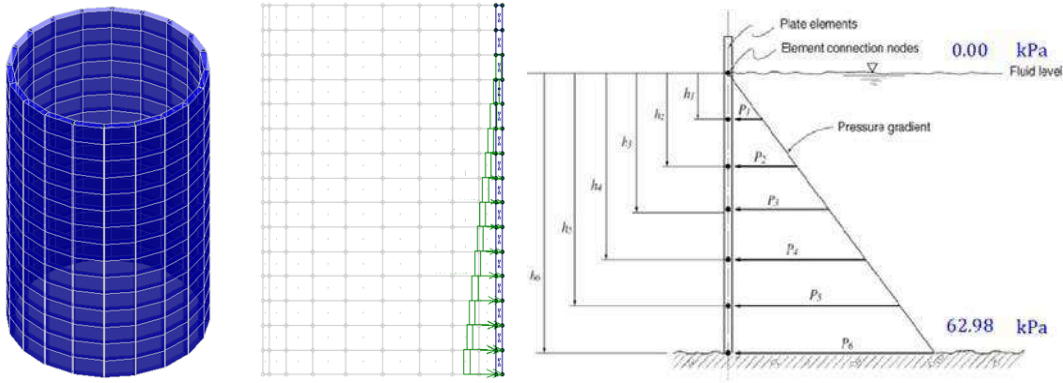 Plate elements
Element connection nodes
0.00 kPa
Fluid level
h1
P1
h2
P2
Pressure gradient
h3
P3
h4
P4
h5
P5
62.98 kPa
h6
P6